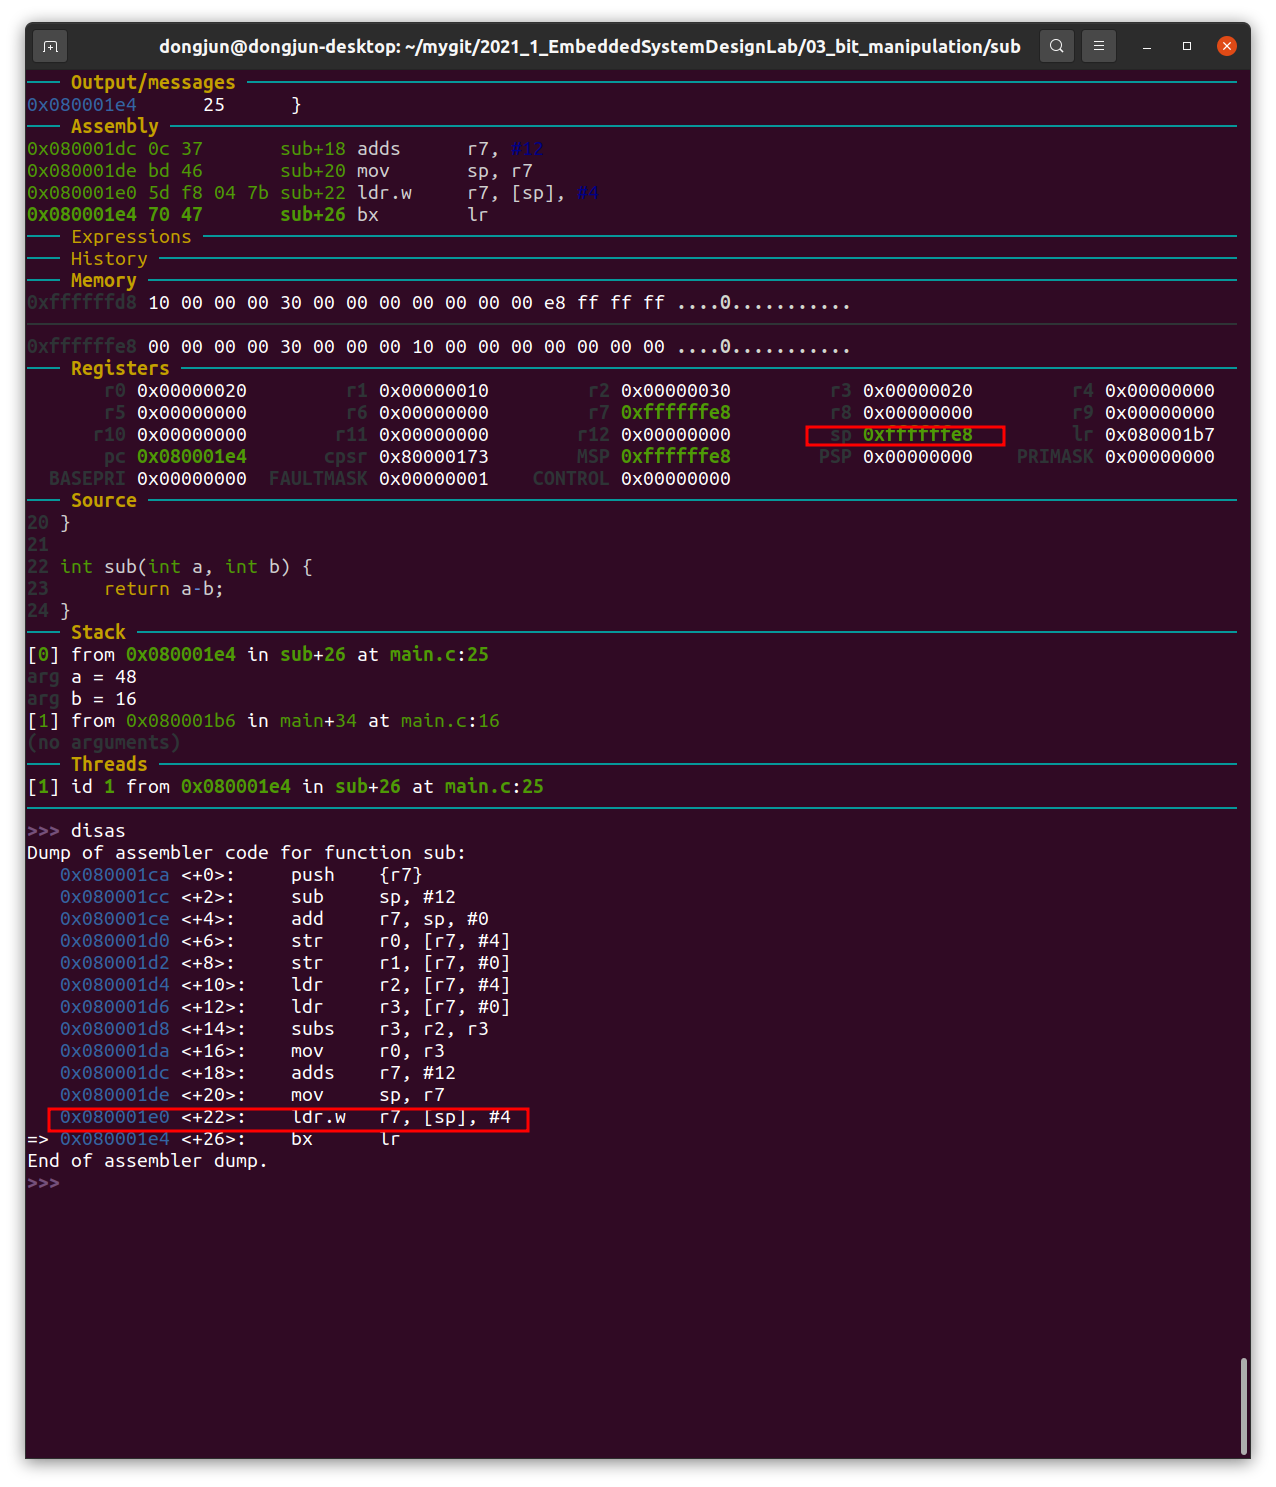 dongjun@dongjun-desktop: ~/mygit/2021_1_EmbeddedSystemDesignLab/03_bit_manipulation/sub
Output/messages
0x080001e4      25      }
Assembly
0x080001dc 0c 37       sub+18 adds      r7, #12
0x080001de bd 46       sub+20 mov       sp, r7
0x080001e0 5d f8 04 7b sub+22 ldr.w     r7, [sp], #4
0x080001e4 70 47       sub+26 bx        lr
Expressions
History
Memory
0xffffffd8 10 00 00 00 30 00 00 00 00 00 00 00 e8 ff ff ff ....0...........
0xffffffe8 00 00 00 00 30 00 00 00 10 00 00 00 00 00 00 00 ....0...........
Registers
r0 0x00000020 r1 0x00000010 r2 0x00000030 r3 0x00000020 r4 0x00000000
r5 0x00000000 r6 0x00000000 r7 0xffffffe8 r8 0x00000000 r9 0x00000000
r10 0x00000000 r11 0x00000000 r12 0x00000000 sp 0xffffffe8 lr 0x080001b7
pc 0x080001e4 cpsr 0x80000173 MSP 0xffffffe8 PSP 0x00000000 PRIMASK 0x00000000
BASEPRI 0x00000000 FAULTMASK 0x00000001 CONTROL 0x00000000
Source
20 }
21
22 int sub(int a, int b) {
23     return a-b;
24 }
Stack
[0] from 0x080001e4 in sub+26 at main.c:25
arg a = 48
arg b = 16
[1] from 0x080001b6 in main+34 at main.c:16
(no arguments)
Threads
[1] id 1 from 0x080001e4 in sub+26 at main.c:25
>>> disas
Dump of assembler code for function sub:
   0x080001ca <+0>:     push    {r7}
   0x080001cc <+2>:     sub     sp, #12
   0x080001ce <+4>:     add     r7, sp, #0
   0x080001d0 <+6>:     str     r0, [r7, #4]
   0x080001d2 <+8>:     str     r1, [r7, #0]
   0x080001d4 <+10>:    ldr     r2, [r7, #4]
   0x080001d6 <+12>:    ldr     r3, [r7, #0]
   0x080001d8 <+14>:    subs    r3, r2, r3
   0x080001da <+16>:    mov     r0, r3
   0x080001dc <+18>:    adds    r7, #12
   0x080001de <+20>:    mov     sp, r7
   0x080001e0 <+22>:    ldr.w   r7, [sp], #4
=> 0x080001e4 <+26>:    bx      lr
End of assembler dump.
>>>